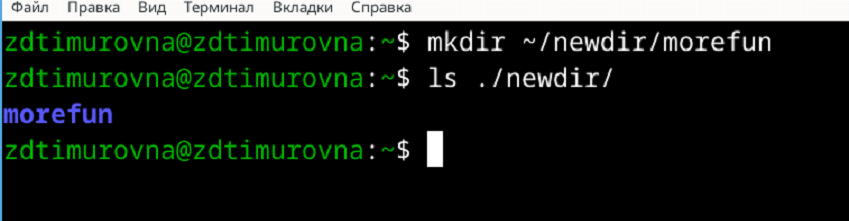 Файл Правка Вид Терминал Вкладки Справка
zdtimurovna@zdtimurovna:~$ mkdir ~/newdir/morefun
zdtimurovna@zdtimurovna:~$ ls ./newdir/
morefun
zdtimurovna@zdtimurovna:~$